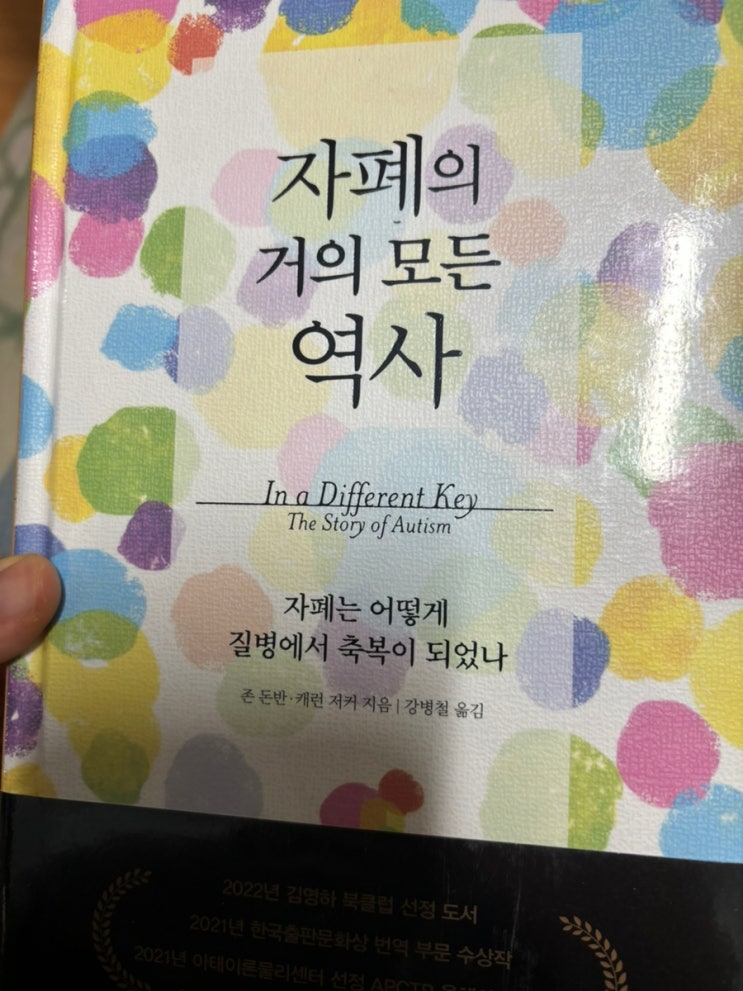 자폐의
거의 모든
역사
In a Different Key
The Story of Autism
자폐는 어떻게
질병에서 축복이 되었나
존 돈반·캐런 저커 지음 | 강병철 옮김
2022년 김영하 북클럽 선정 도서
2021년 한국출판문화상 번역 부문 수상작
2021년 아태이론물리센터 선정 APCTP